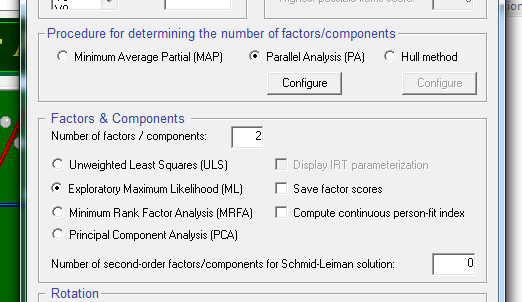 Procedure for determining the number of factors/components
Minimum Average Partial (MAP)
Parallel Analysis (PA)
Hull method
Configure
Configure
Factors & Components
Number of factors / components:
2
Unweighted Least Squares (ULS)
Display IRT parameterization
Exploratory Maximum Likelihood (ML)
Save factor scores
Minimum Rank Factor Analysis (MRFA)
Compute continuous person-fit index
Principal Component Analysis (PCA)
Number of second-order factors/components for Schmid-Leiman solution:
0
Rotation